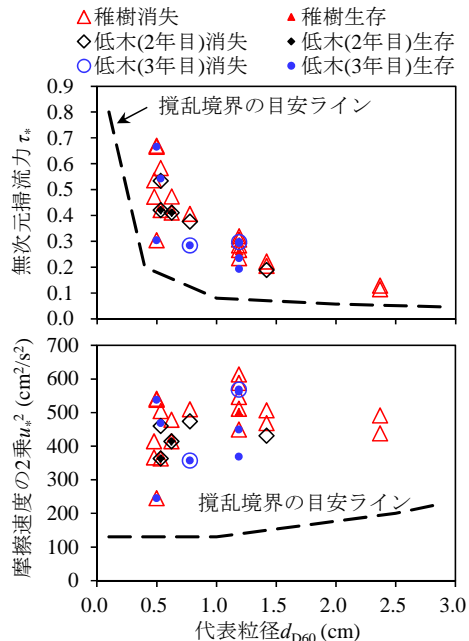 稚樹消失 稚樹生存
低木(2年目)消失 低木(2年目)生存
低木(3年目)消失 低木(3年目)生存
0.9
0.8
0.7
0.6
0.5
0.4
0.3
0.2
0.1
0.0
無次元掃流力τ*
撹乱境界の目安ライン
700
600
500
400
300
200
100
0
摩擦速度の2乗u*² (cm²/s²)
撹乱境界の目安ライン
0.0 0.5 1.0 1.5 2.0 2.5 3.0
代表粒径dD60 (cm)